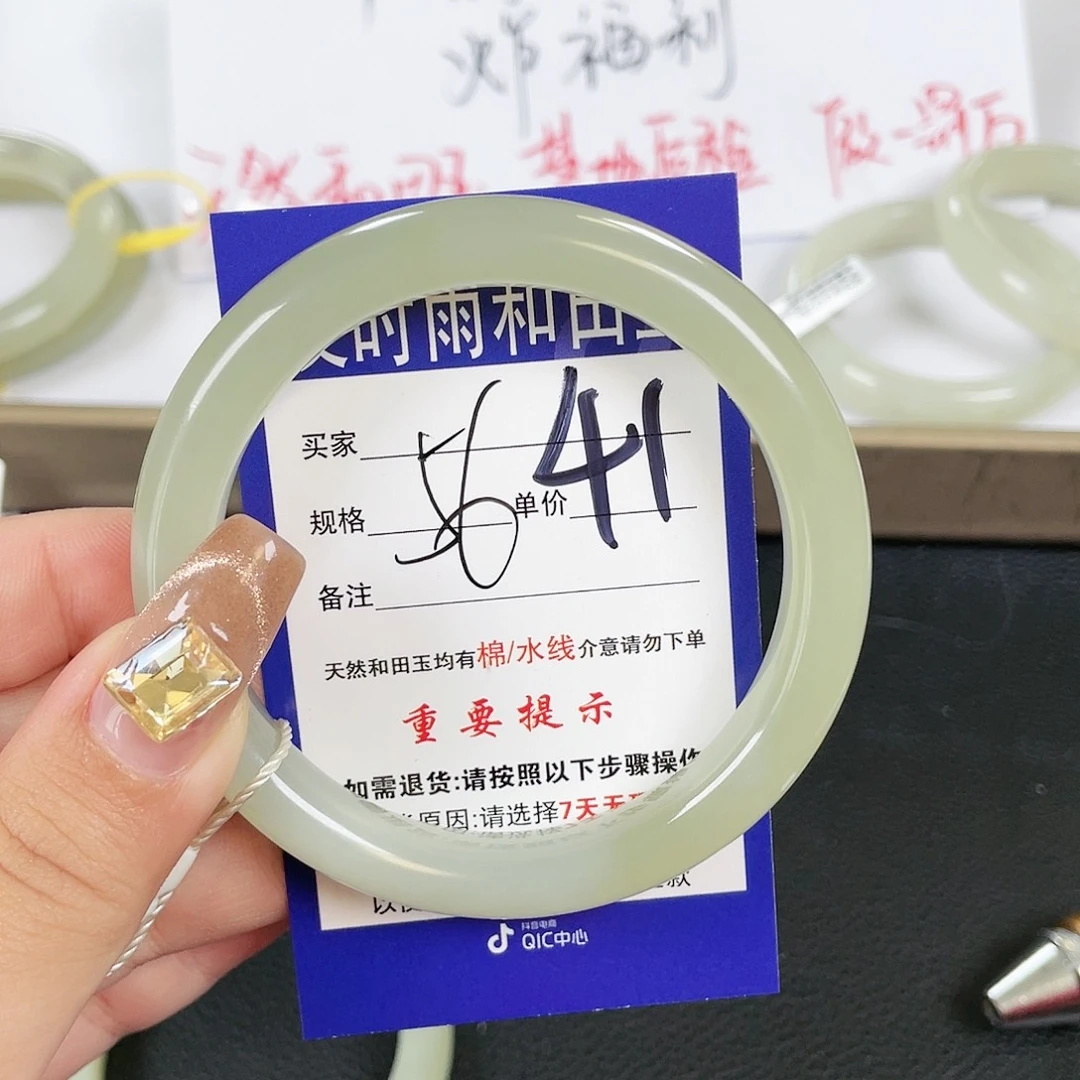 炸福利
天然和田玉 基地直播 假一罚万
时雨和田
买家
56 41
规格 单价
备注
天然和田玉均有棉/水线介意请勿下单
重要提示
如需退货:请按照以下步骤操作
原因:请选择7天无
抖音电商
QIC中心